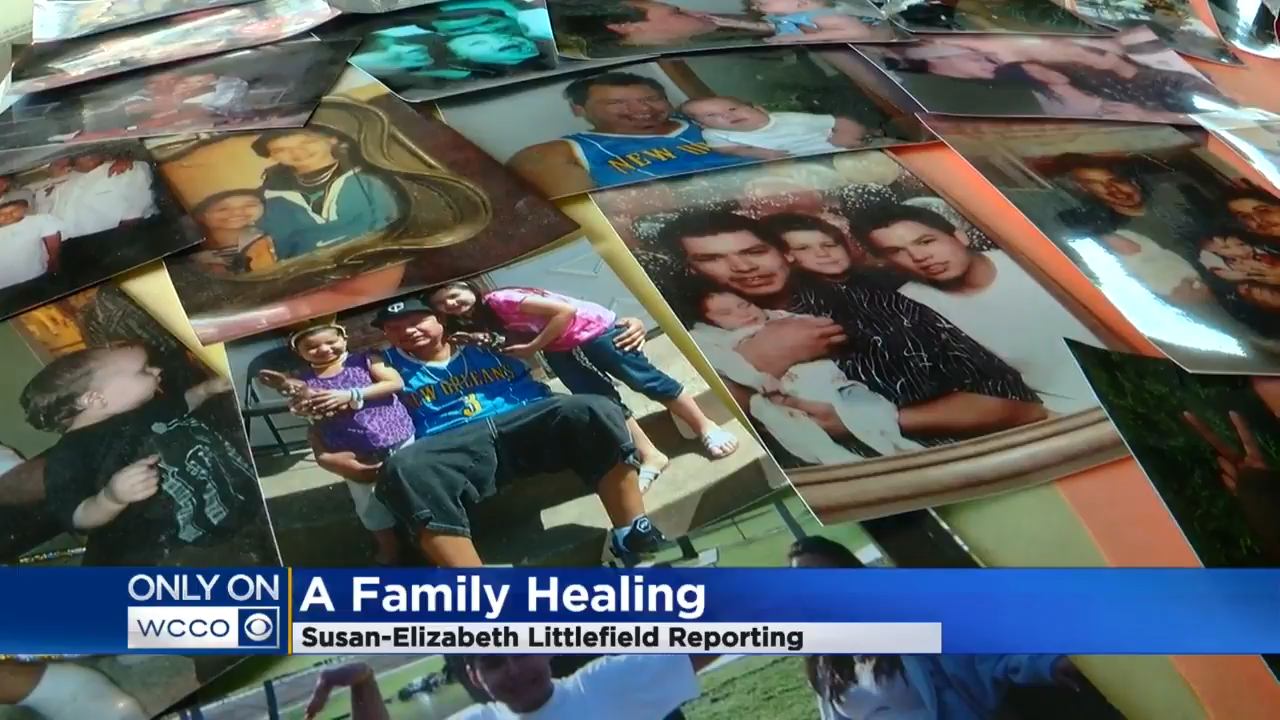 NEW
NEW ORLEANS
3
ONLY ON
WCCO
A Family Healing
Susan-Elizabeth Littlefield Reporting